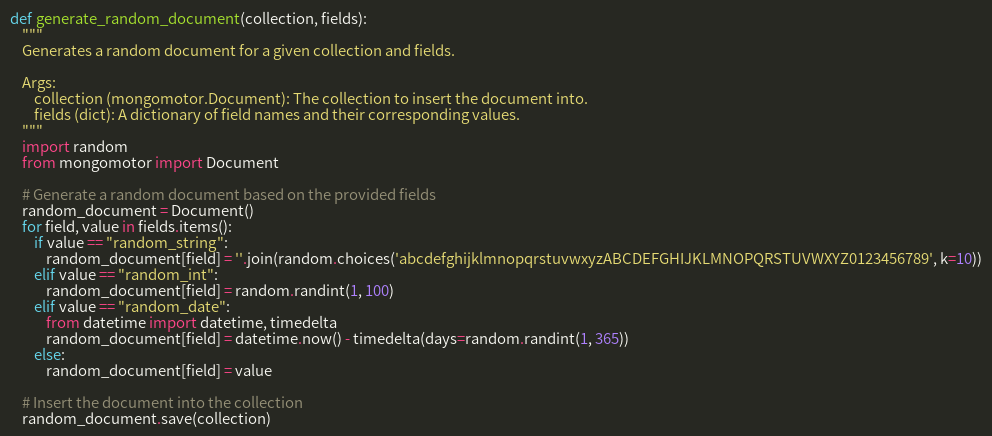 def generate_random_document(collection, fields):
    """
    Generates a random document for a given collection and fields.

    Args:
        collection (mongomotor.Document): The collection to insert the document into.
        fields (dict): A dictionary of field names and their corresponding values.
    """
    import random
    from mongomotor import Document

    # Generate a random document based on the provided fields
    random_document = Document()
    for field, value in fields.items():
        if value == "random_string":
            random_document[field] = ''.join(random.choices('abcdefghijklmnopqrstuvwxyzABCDEFGHIJKLMNOPQRSTUVWXYZ0123456789', k=10))
        elif value == "random_int":
            random_document[field] = random.randint(1, 100)
        elif value == "random_date":
            from datetime import datetime, timedelta
            random_document[field] = datetime.now() - timedelta(days=random.randint(1, 365))
        else:
            random_document[field] = value

    # Insert the document into the collection
    random_document.save(collection)